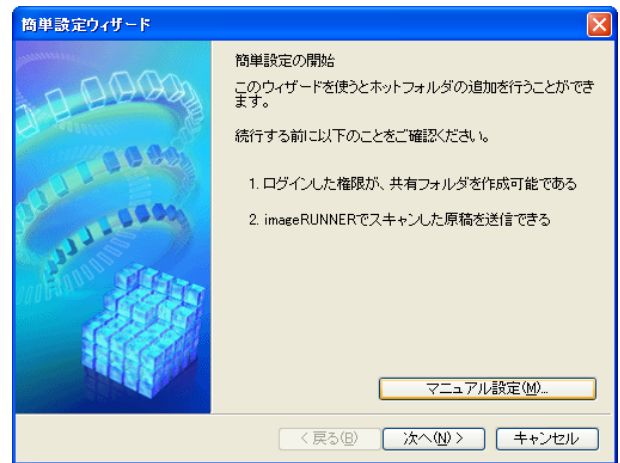 簡単設定ウィザード
簡単設定の開始
このウィザードを使うとホットフォルダの追加を行うことができ
ます。
続行する前に以下のことをご確認ください。
1. ログインした権限が、共有フォルダを作成可能である
2. imageRUNNERでスキャンした原稿を送信できる
マニュアル設定(M)...
< 戻る(B)
次へ(N) >
キャンセル